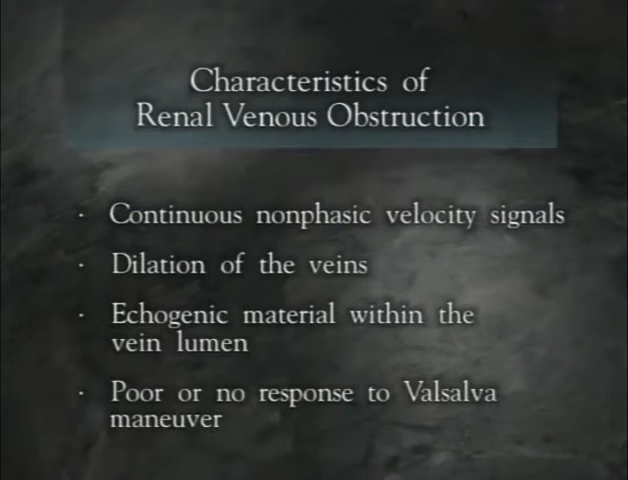 Characteristics of
Renal Venous Obstruction
· Continuous nonphasic velocity signals
· Dilation of the veins
· Echogenic material within the
vein lumen
· Poor or no response to Valsalva
maneuver